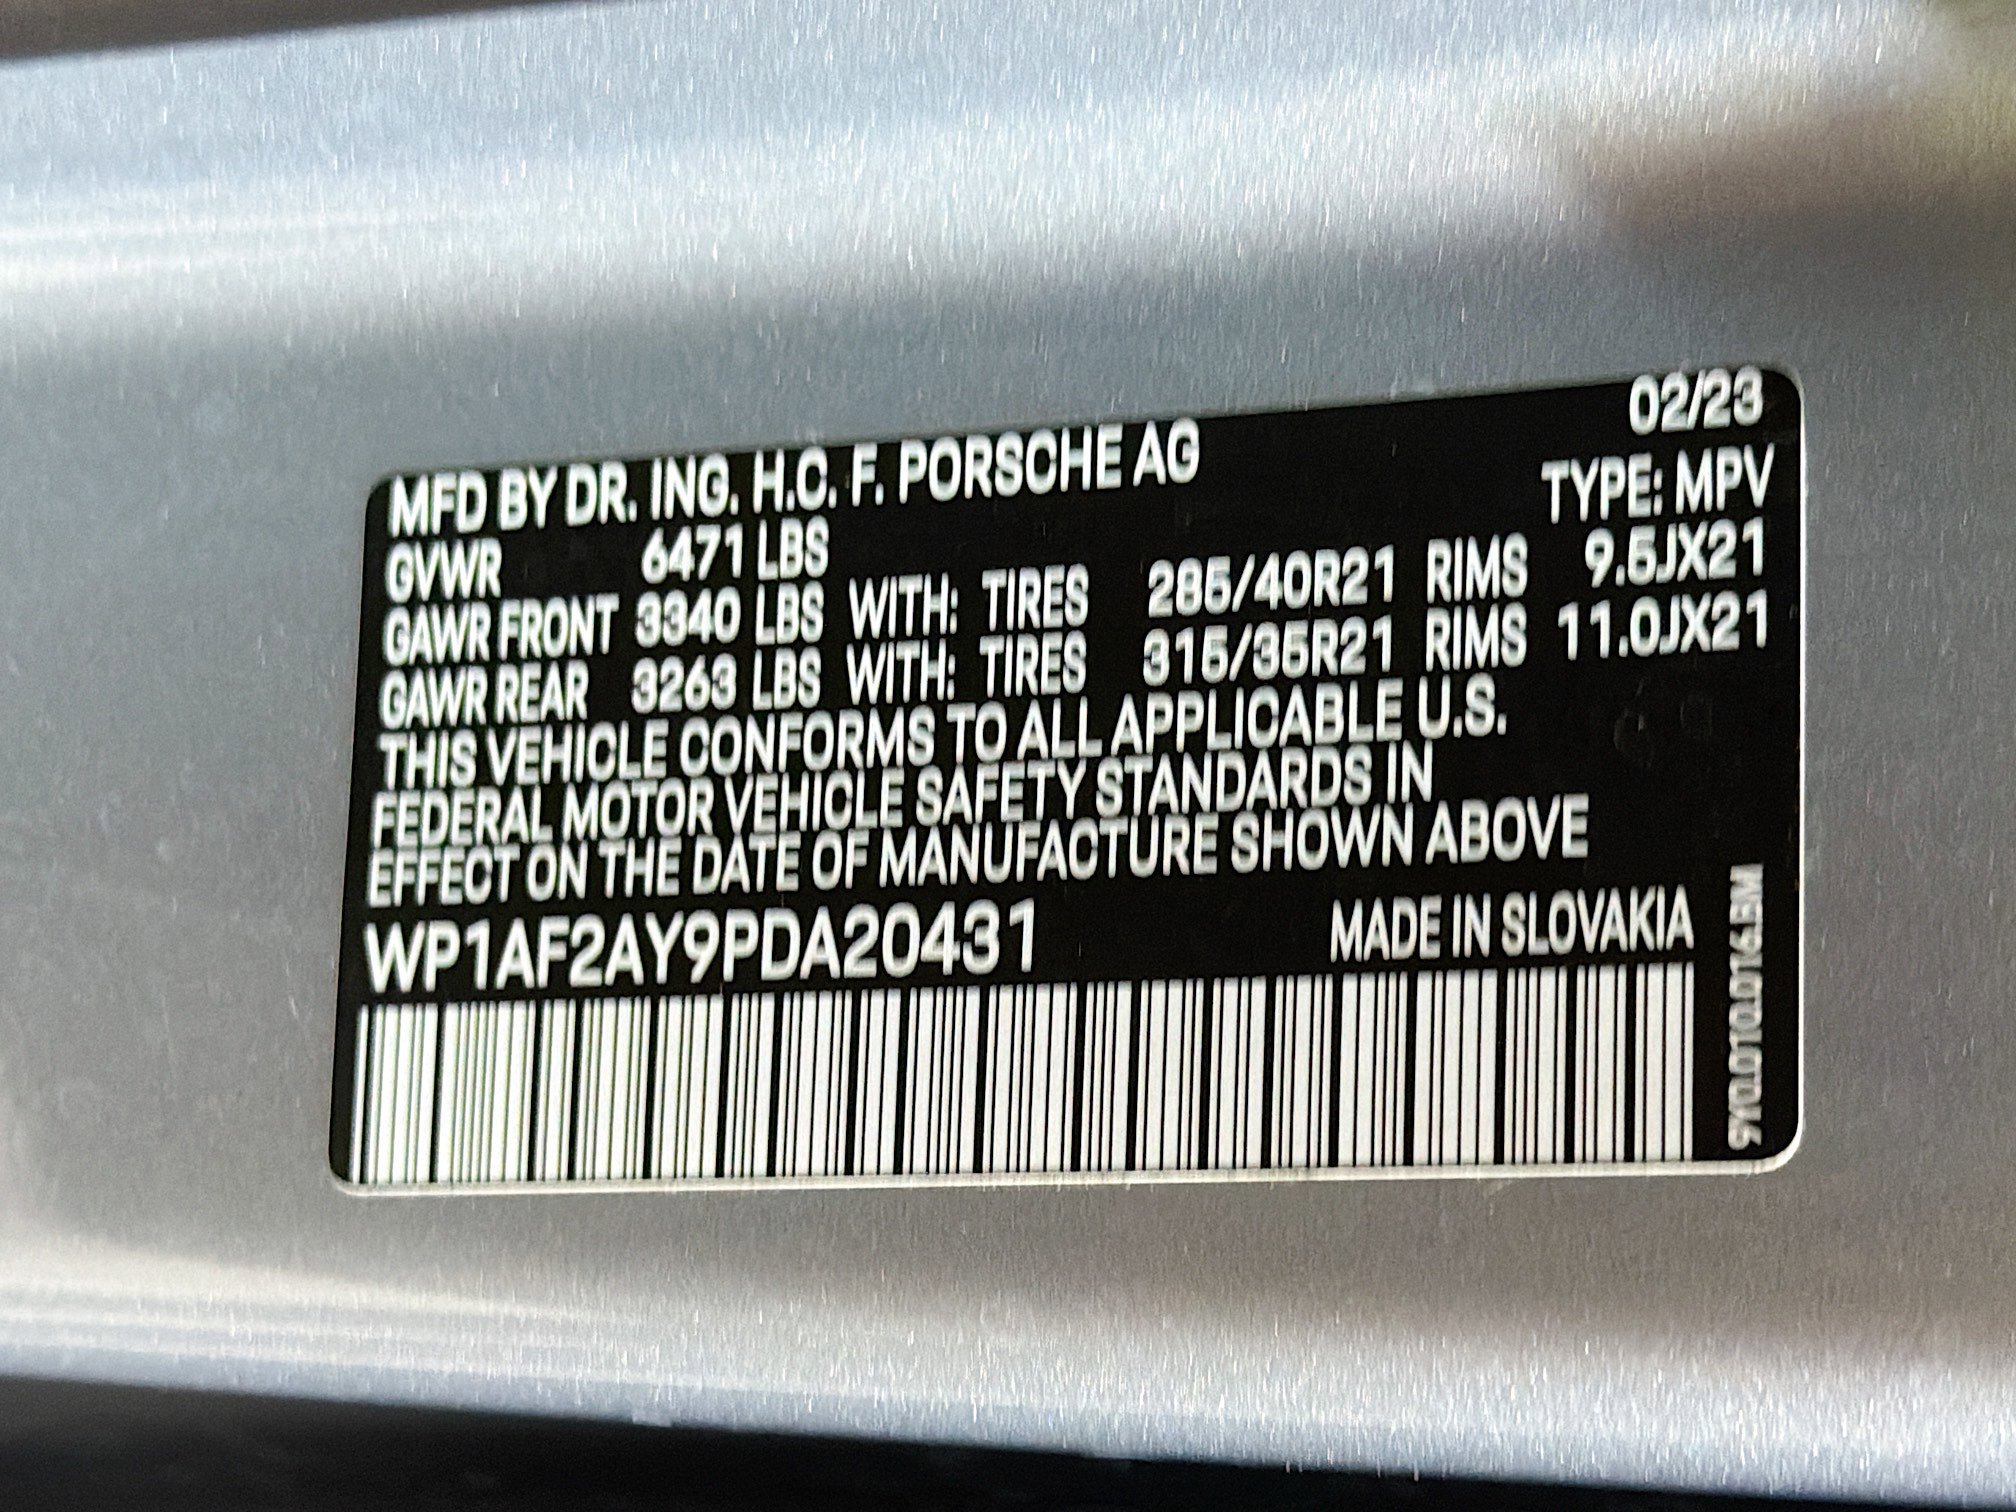 02/23
MFD BY DR. ING. H.C. F. PORSCHE AG
TYPE: MPV
GVWR 6471 LBS
GAWR FRONT 3340 LBS WITH: TIRES 285/40R21 RIMS 9.5JX21
GAWR REAR 3263 LBS WITH: TIRES 315/35R21 RIMS 11.0JX21
THIS VEHICLE CONFORMS TO ALL APPLICABLE U.S.
FEDERAL MOTOR VEHICLE SAFETY STANDARDS IN
EFFECT ON THE DATE OF MANUFACTURE SHOWN ABOVE
WP1AF2AY9PDA20431 MADE IN SLOVAKIA